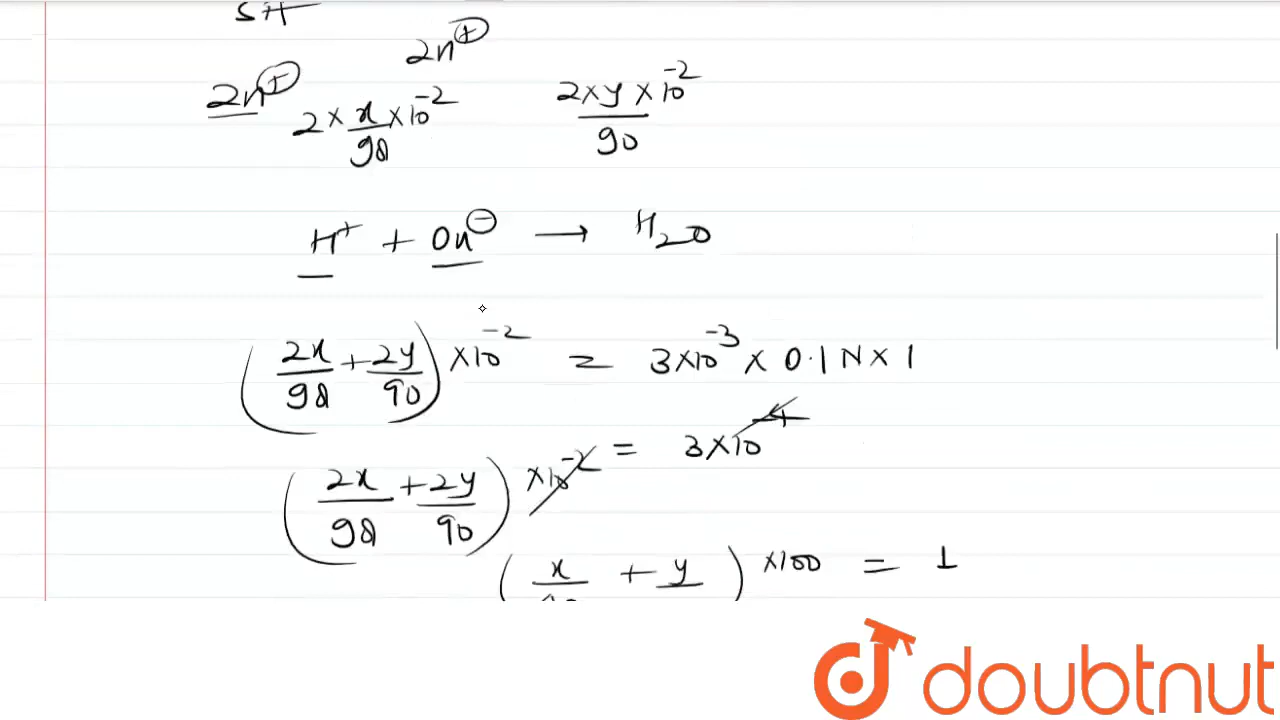 2H⊕
2H⊕ 2 × x/98 × 10⁻² 2 × y × 10⁻²/90
H⁺ + OH⊖ → H₂O
(2x/98 + 2y/90) × 10⁻² = 3 × 10⁻³ × 0.1 N × 1
(2x/98 + 2y/90) × 10⁻² = 3 × 10⁻⁴
(x/ + y/ ) × 100 = 1
doubtnut